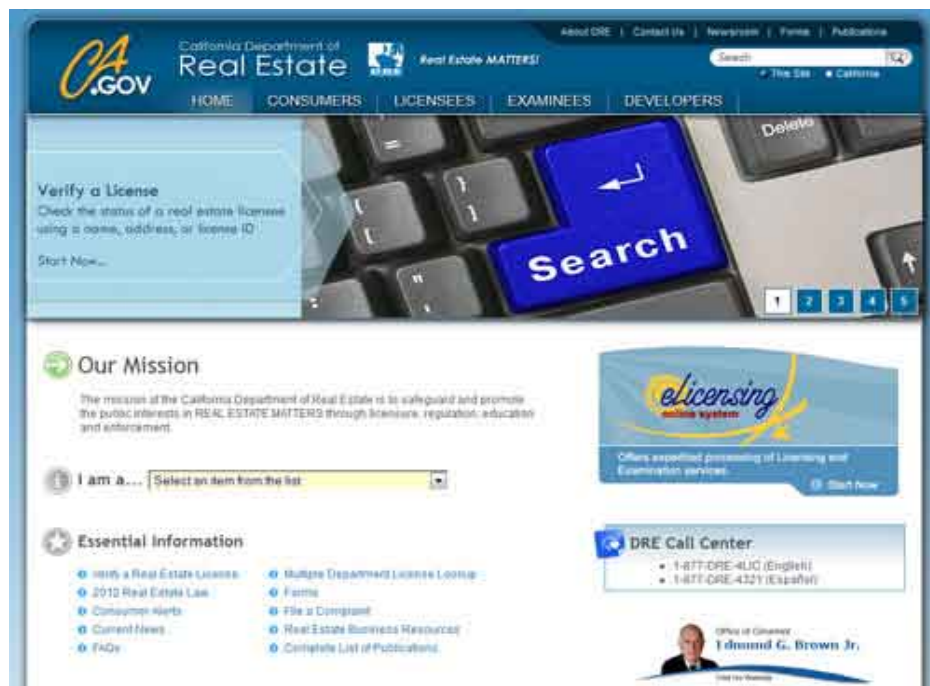 About DRE | Contact Us | Newsroom | Forms | Publications
CA.GOV
California Department of
Real Estate
Real Estate MATTERS!
Search
This Site California
HOME CONSUMERS LICENSEES EXAMINEES DEVELOPERS
Verify a License
Check the status of a real estate licensee
using a name, address, or license ID
Start Now...
=
Delete
}
]
{
[
"
:
Search
1 2 3 4 5
Our Mission
The mission of the California Department of Real Estate is to safeguard and promote
the public interests in REAL ESTATE MATTERS through licensure, regulation, education
and enforcement.
I am a... Select an item from the list
Essential Information
Verify a Real Estate License
2012 Real Estate Law
Consumer Alerts
Current News
FAQs
Multiple Department License Lookup
Forms
File a Complaint
Real Estate Business Resources
Complete List of Publications
eLicensing
online system
Offers expedited processing of Licensing and
Examination services.
Start Now
DRE Call Center
1-877-DRE-4LIC (English)
1-877-DRE-4321 (Español)
Office of Governor
Edmund G. Brown Jr.